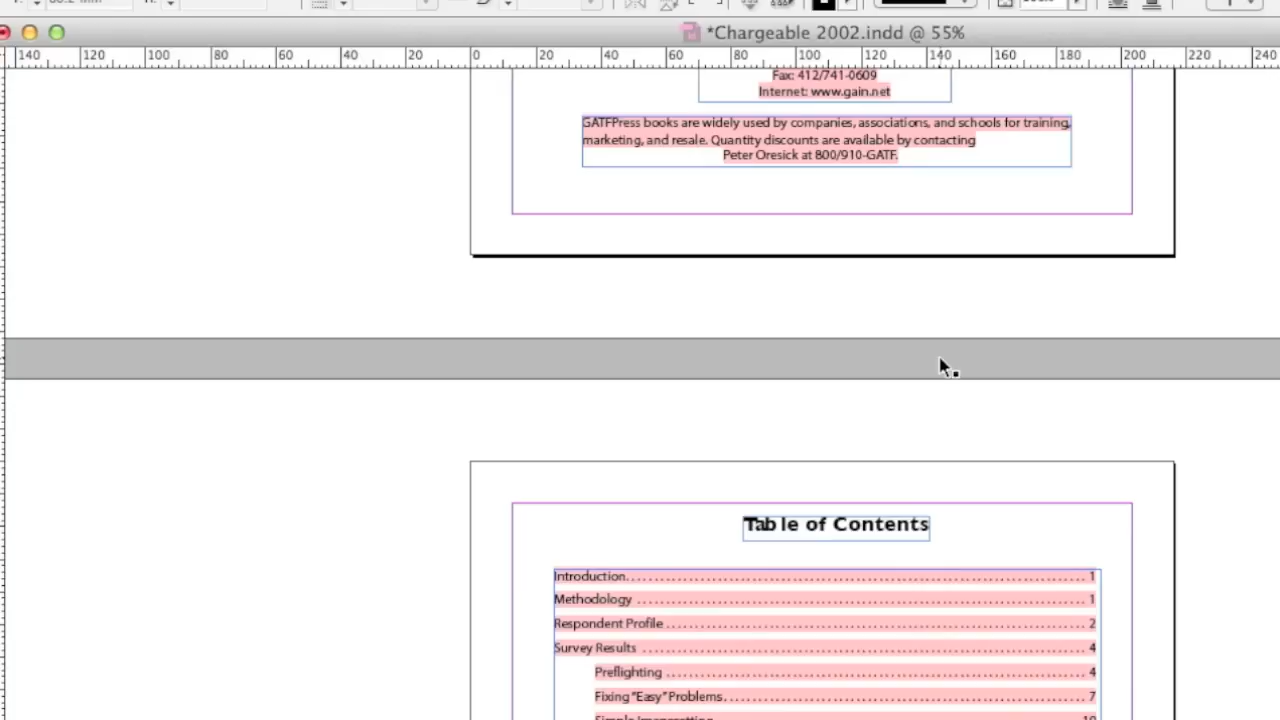 *Chargeable 2002.indd @ 55%
140 120 100 80 60 40 20 0 20 40 60 80 100 120 140 160 180 200 220 240
Fax: 412/741-0609
Internet: www.gain.net
GATFPress books are widely used by companies, associations, and schools for training,
marketing, and resale. Quantity discounts are available by contacting
Peter Oresick at 800/910-GATF.
Table of Contents
Introduction. . . . . . . . . . . . . . . . . . . . 1
Methodology . . . . . . . . . . . . . . . . . . . . 1
Respondent Profile . . . . . . . . . . . . . . . . . . . . 2
Survey Results . . . . . . . . . . . . . . . . . . . . 4
Preflighting . . . . . . . . . . . . . . . . . . . . 4
Fixing "Easy" Problems. . . . . . . . . . . . . . . . . . . . 7